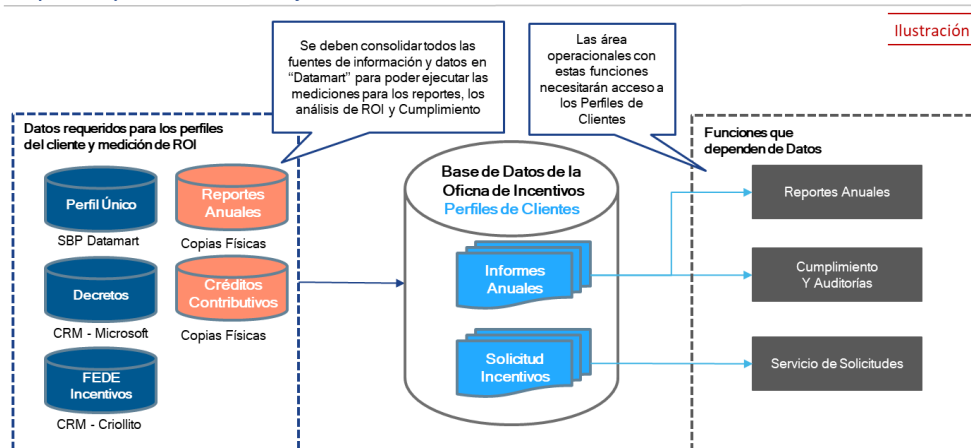 Ilustración
Se deben consolidar todos las
fuentes de información y datos en
“Datamart” para poder ejecutar las
mediciones para los reportes, los
análisis de ROI y Cumplimiento
Las área
operacionales con
estas funciones
necesitarán acceso a
los Perfiles de
Clientes
Datos requeridos para los perfiles
del cliente y medición de ROI
Perfil Único
SBP Datamart
Reportes
Anuales
Copias Físicas
Decretos
CRM - Microsoft
Créditos
Contributivos
Copias Físicas
FEDE
Incentivos
CRM - Criollito
Base de Datos de la
Oficna de Incentivos
Perfiles de Clientes
Informes
Anuales
Solicitud
Incentivos
Funciones que
dependen de Datos
Reportes Anuales
Cumplimiento
Y Auditorías
Servicio de Solicitudes